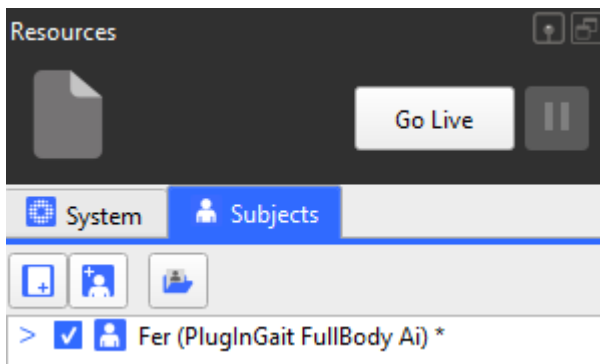 Resources
Go Live
System Subjects
Fer (PlugInGait FullBody Ai) *